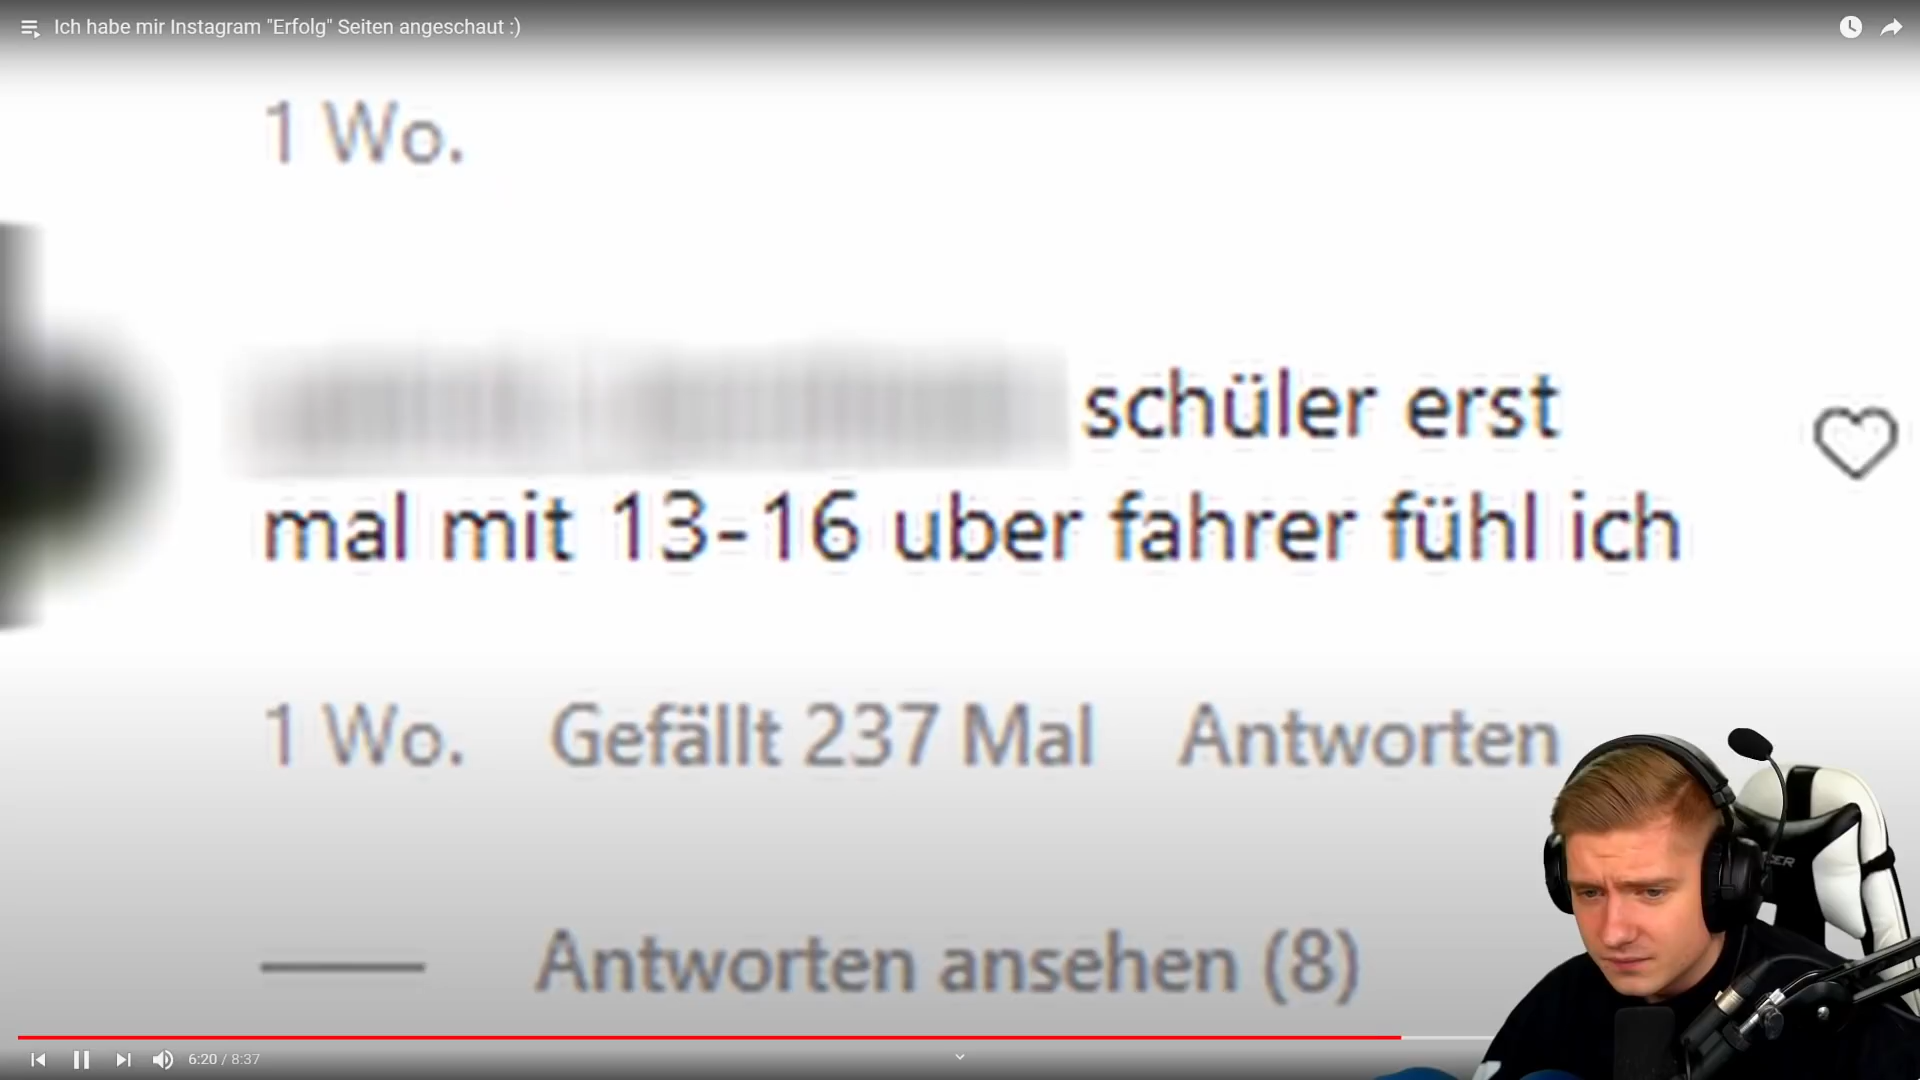 Ich habe mir Instagram "Erfolg" Seiten angeschaut :)
1 Wo.
schüler erst
mal mit 13-16 uber fahrer fühl ich
1 Wo. Gefällt 237 Mal Antworten
Antworten ansehen (8)
6:20 / 8:37